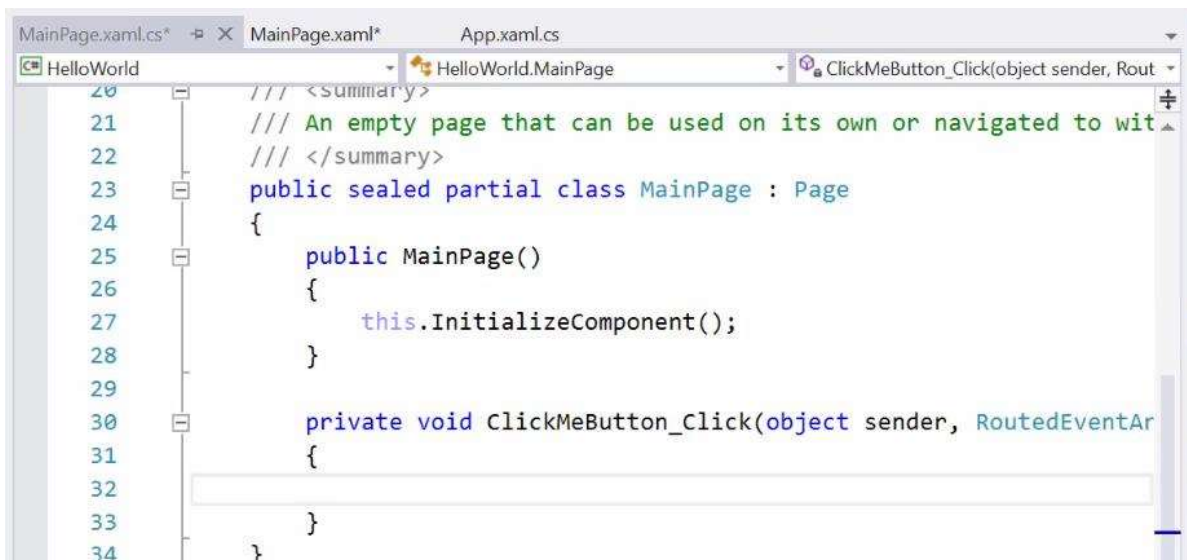 MainPage.xaml.cs* MainPage.xaml* App.xaml.cs
C# HelloWorld HelloWorld.MainPage ClickMeButton_Click(object sender, Rout
20 /// <summary>
21 /// An empty page that can be used on its own or navigated to wit
22 /// </summary>
23 public sealed partial class MainPage : Page
24 {
25 public MainPage()
26 {
27 this.InitializeComponent();
28 }
29
30 private void ClickMeButton_Click(object sender, RoutedEventAr
31 {
32
33 }
34 }